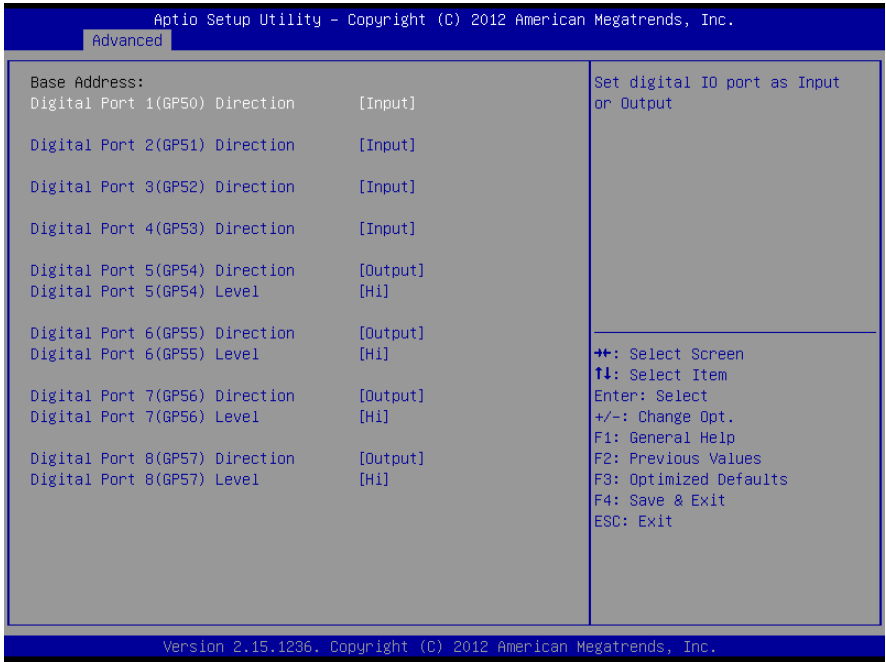 Aptio Setup Utility – Copyright (C) 2012 American Megatrends, Inc.
Advanced
Base Address:
Digital Port 1(GP50) Direction [Input]
Digital Port 2(GP51) Direction [Input]
Digital Port 3(GP52) Direction [Input]
Digital Port 4(GP53) Direction [Input]
Digital Port 5(GP54) Direction [Output]
Digital Port 5(GP54) Level [Hi]
Digital Port 6(GP55) Direction [Output]
Digital Port 6(GP55) Level [Hi]
Digital Port 7(GP56) Direction [Output]
Digital Port 7(GP56) Level [Hi]
Digital Port 8(GP57) Direction [Output]
Digital Port 8(GP57) Level [Hi]
Set digital IO port as Input
or Output
→←: Select Screen
↑↓: Select Item
Enter: Select
+/-: Change Opt.
F1: General Help
F2: Previous Values
F3: Optimized Defaults
F4: Save & Exit
ESC: Exit
Version 2.15.1236. Copyright (C) 2012 American Megatrends, Inc.